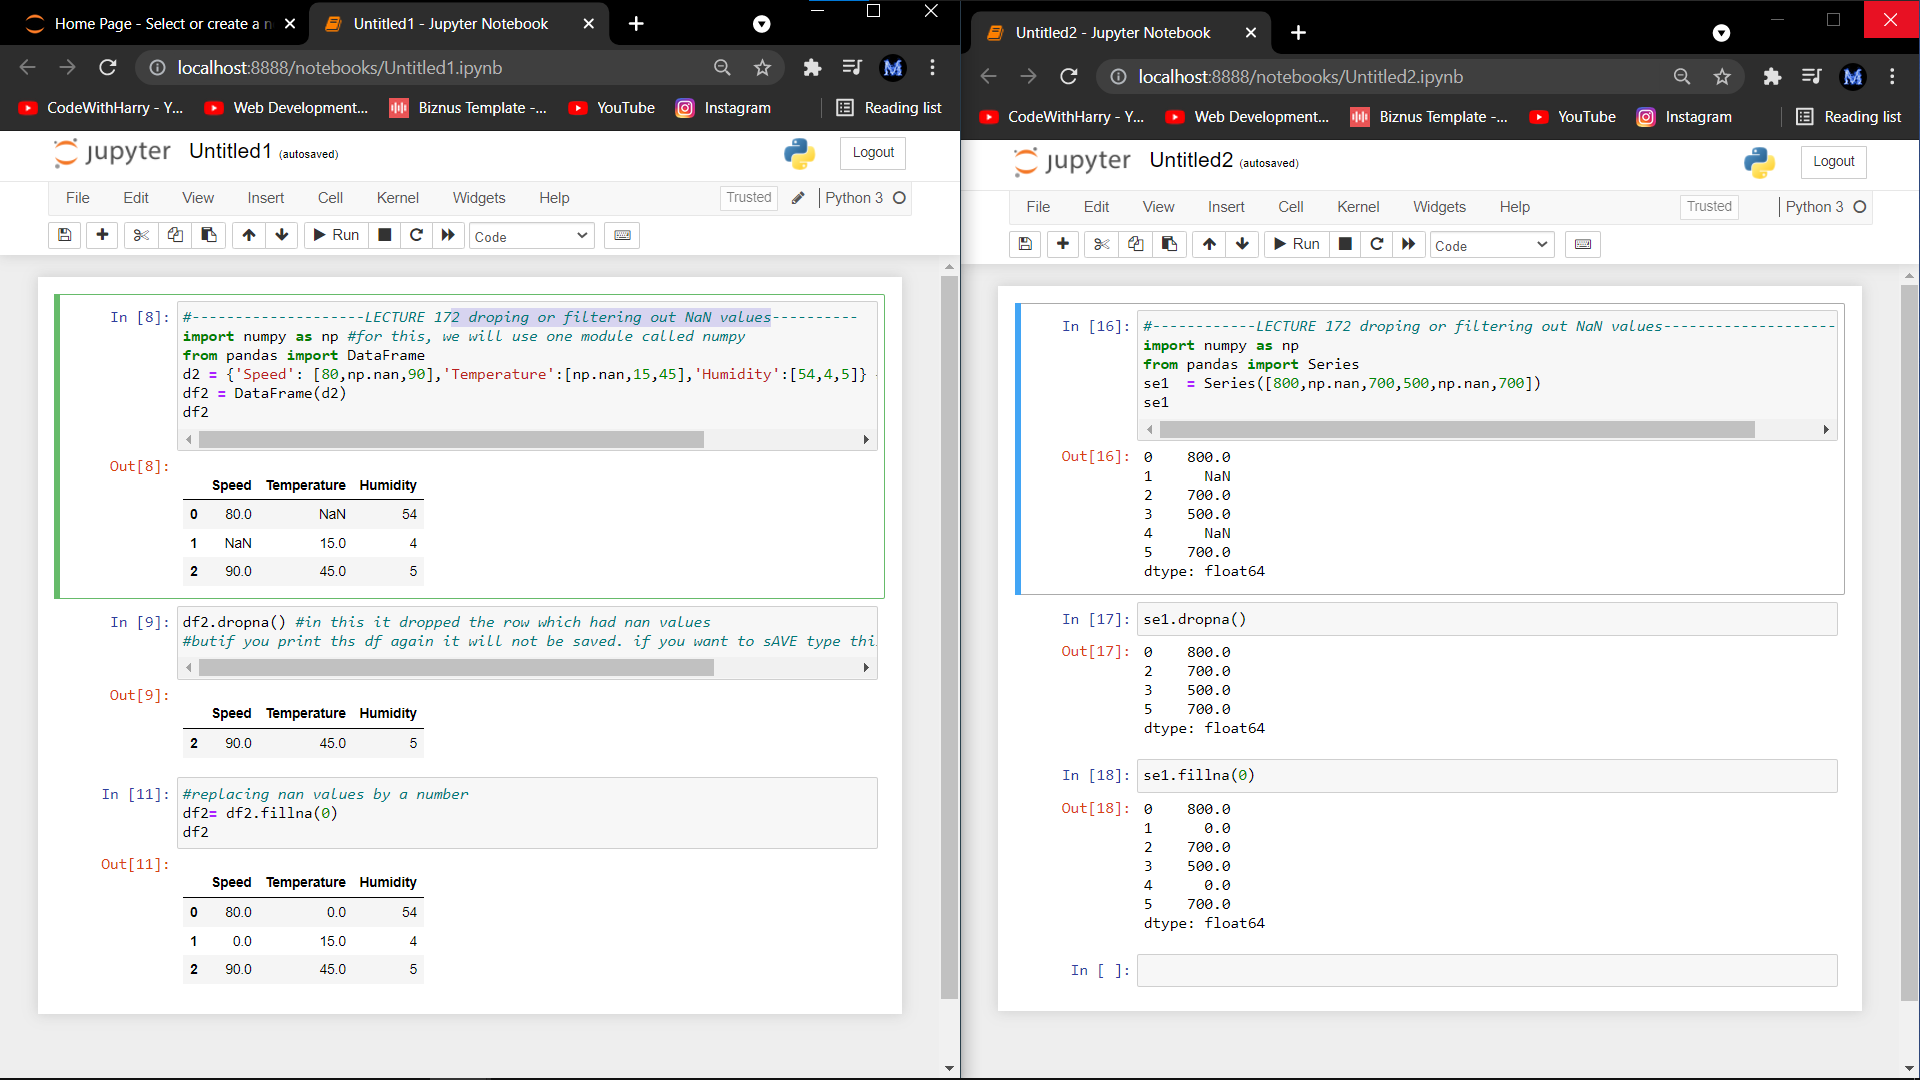 Home Page - Select or create a n
Untitled1 - Jupyter Notebook
localhost:8888/notebooks/Untitled1.ipynb
CodeWithHarry - Y...
Web Development...
Biznus Template -...
YouTube
Instagram
Reading list
jupyter Untitled1 (autosaved)
Logout
File Edit View Insert Cell Kernel Widgets Help
Trusted
Python 3
Run
Code
In [8]:
#--------------------LECTURE 172 droping or filtering out NaN values----------
import numpy as np #for this, we will use one module called numpy
from pandas import DataFrame
d2 = {'Speed': [80,np.nan,90],'Temperature':[np.nan,15,45],'Humidity':[54,4,5]}
df2 = DataFrame(d2)
df2
Out[8]:
Speed Temperature Humidity
0 80.0 NaN 54
1 NaN 15.0 4
2 90.0 45.0 5
In [9]:
df2.dropna() #in this it dropped the row which had nan values
#butif you print ths df again it will not be saved. if you want to sAVE type thi
Out[9]:
Speed Temperature Humidity
2 90.0 45.0 5
In [11]:
#replacing nan values by a number
df2= df2.fillna(0)
df2
Out[11]:
Speed Temperature Humidity
0 80.0 0.0 54
1 0.0 15.0 4
2 90.0 45.0 5
Untitled2 - Jupyter Notebook
localhost:8888/notebooks/Untitled2.ipynb
CodeWithHarry - Y...
Web Development...
Biznus Template -...
YouTube
Instagram
Reading list
jupyter Untitled2 (autosaved)
Logout
File Edit View Insert Cell Kernel Widgets Help
Trusted
Python 3
Run
Code
In [16]:
#------------LECTURE 172 droping or filtering out NaN values--------------------
import numpy as np
from pandas import Series
se1  = Series([800,np.nan,700,500,np.nan,700])
se1
Out[16]:
0 800.0
1 NaN
2 700.0
3 500.0
4 NaN
5 700.0
dtype: float64
In [17]:
se1.dropna()
Out[17]:
0 800.0
2 700.0
3 500.0
5 700.0
dtype: float64
In [18]:
se1.fillna(0)
Out[18]:
0 800.0
1 0.0
2 700.0
3 500.0
4 0.0
5 700.0
dtype: float64
In [ ]: